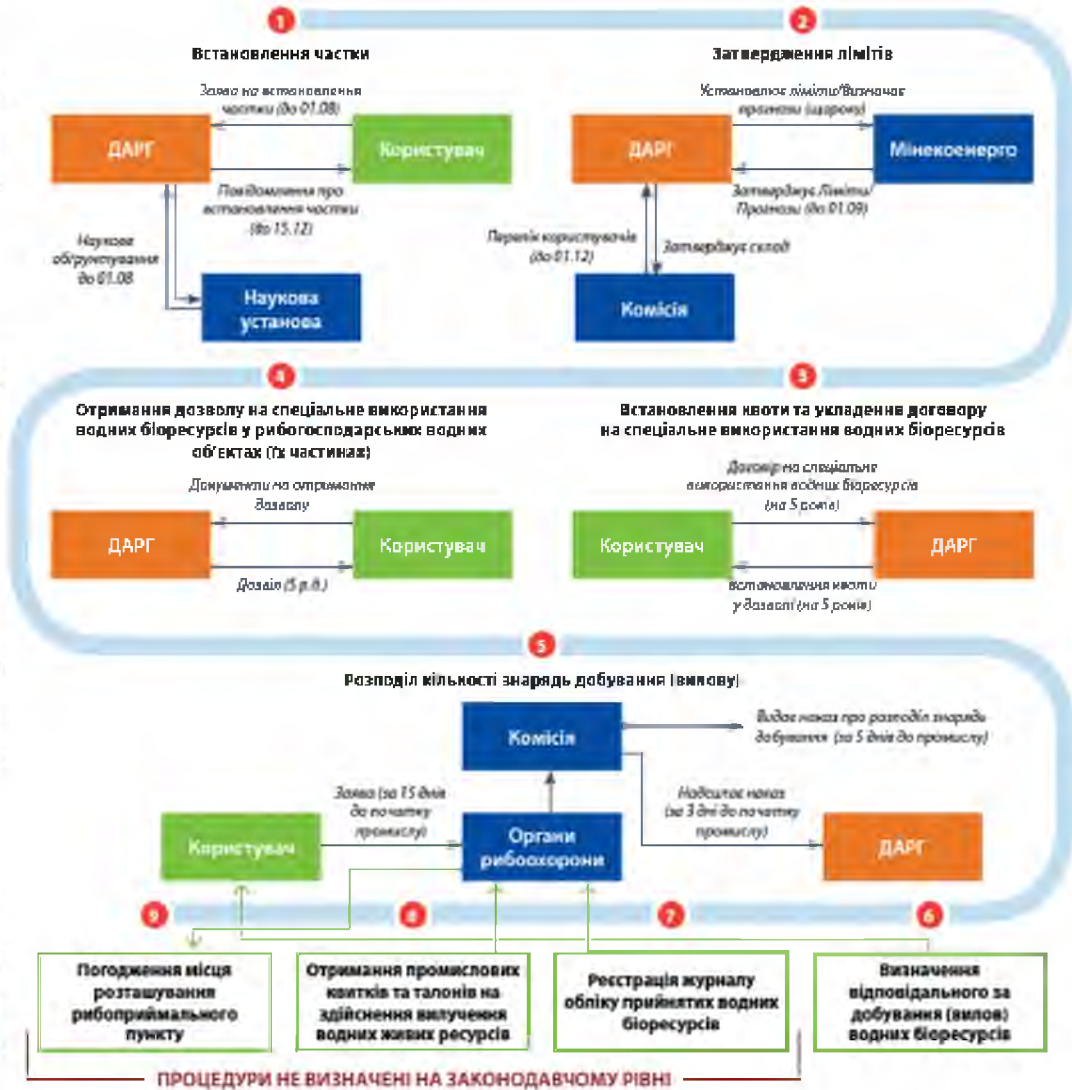 1
Встановлення частки
Заява на встановлення
частки (до 01.08)
ДАРГ
Користувач
Повідомлення про
встановлення частки
(до 15.12)
Наукове
обґрунтування
до 01.08
Наукова
установа
2
Затвердження лімітів
Установлює ліміти/Визначає
прогнози (щороку)
ДАРГ
Мінекоенерго
Затверджує Ліміти/
Прогнози (до 01.09)
Перелік користувачів
(до 01.12)
Затверджує склад
Комісія
4
Отримання дозволу на спеціальне використання
водних біоресурсів у рибогосподарських водних
об'єктах (їх частинах)
Документи на отримання
дозволу
ДАРГ
Користувач
Дозвіл (5 р.д.)
3
Встановлення квоти та укладення договору
на спеціальне використання водних біоресурсів
Договір на спеціальне
використання водних біоресурсів
(на 5 років)
Користувач
ДАРГ
Встановлення квоти
у дозволі (на 5 років)
5
Розподіл кількості знарядь добування (вилову)
Комісія
Видає наказ про розподіл знарядь
добування (за 5 днів до промислу)
Заява (за 15 днів
до початку
промислу)
Надсилає наказ
(за 3 дні до початку
промислу)
Користувач
Органи
рибоохорони
ДАРГ
9
8
7
6
Погодження місця
розташування
рибоприймального
пункту
Отримання промислових
квитків та талонів на
здійснення вилучення
водних живих ресурсів
Реєстрація журналу
обліку прийнятих водних
біоресурсів
Визначення
відповідального за
добування (вилов)
водних біоресурсів
ПРОЦЕДУРИ НЕ ВИЗНАЧЕНІ НА ЗАКОНОДАВЧОМУ РІВНІ